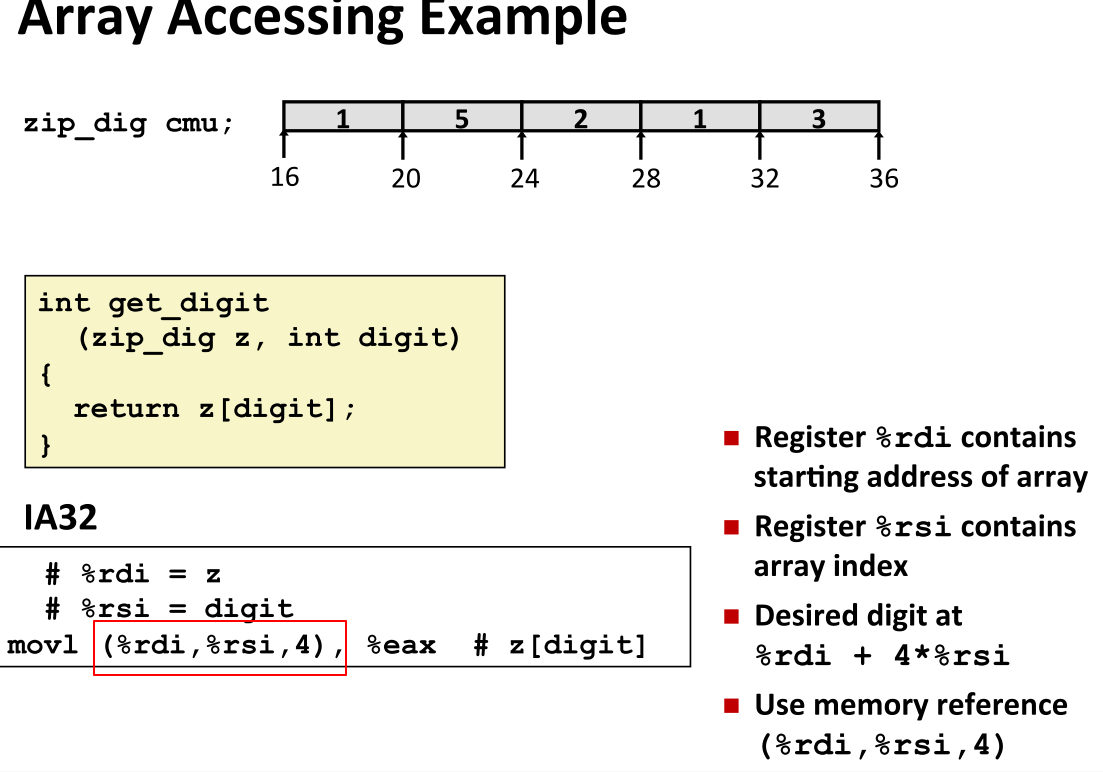 Array Accessing Example
zip_dig cmu;
1 5 2 1 3
16 20 24 28 32 36
int get_digit
(zip_dig z, int digit)
{
return z[digit];
}
IA32
# %rdi = z
# %rsi = digit
movl (%rdi,%rsi,4), %eax # z[digit]
Register %rdi contains
starting address of array
Register %rsi contains
array index
Desired digit at
%rdi + 4*%rsi
Use memory reference
(%rdi,%rsi,4)